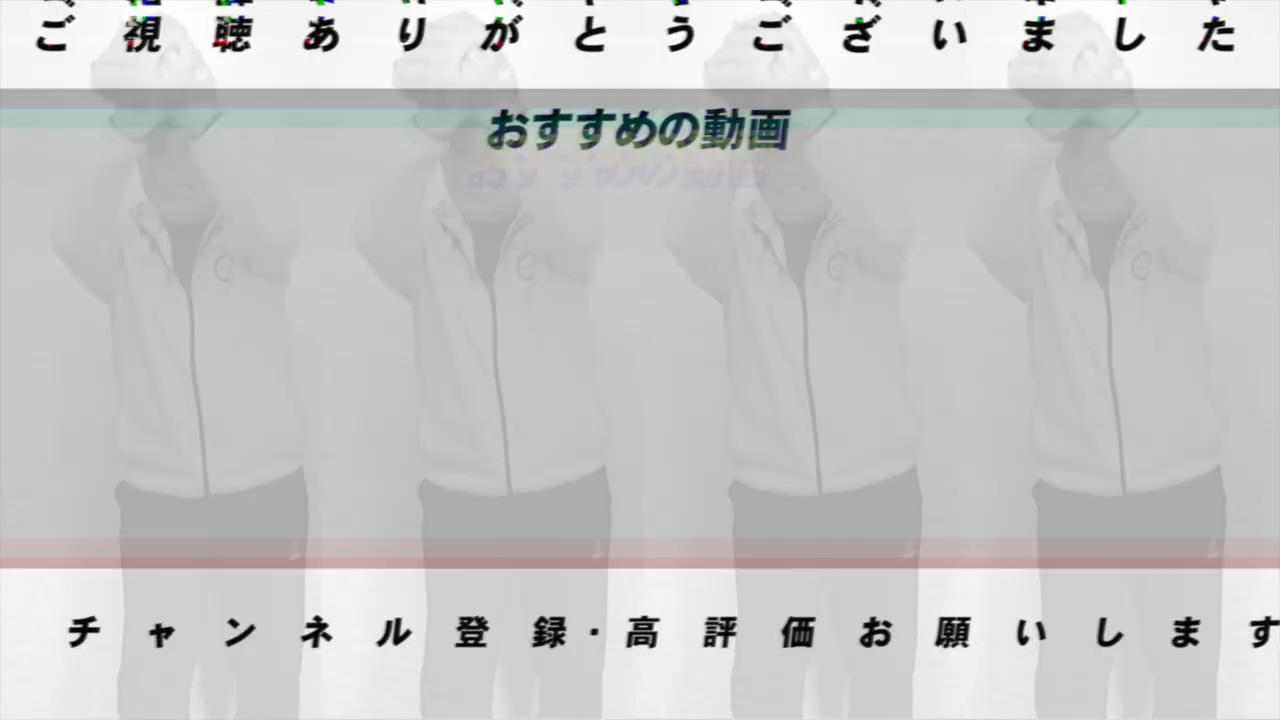 ご視聴ありがとうございました
おすすめの動画
チャンネル登録・高評価お願いします